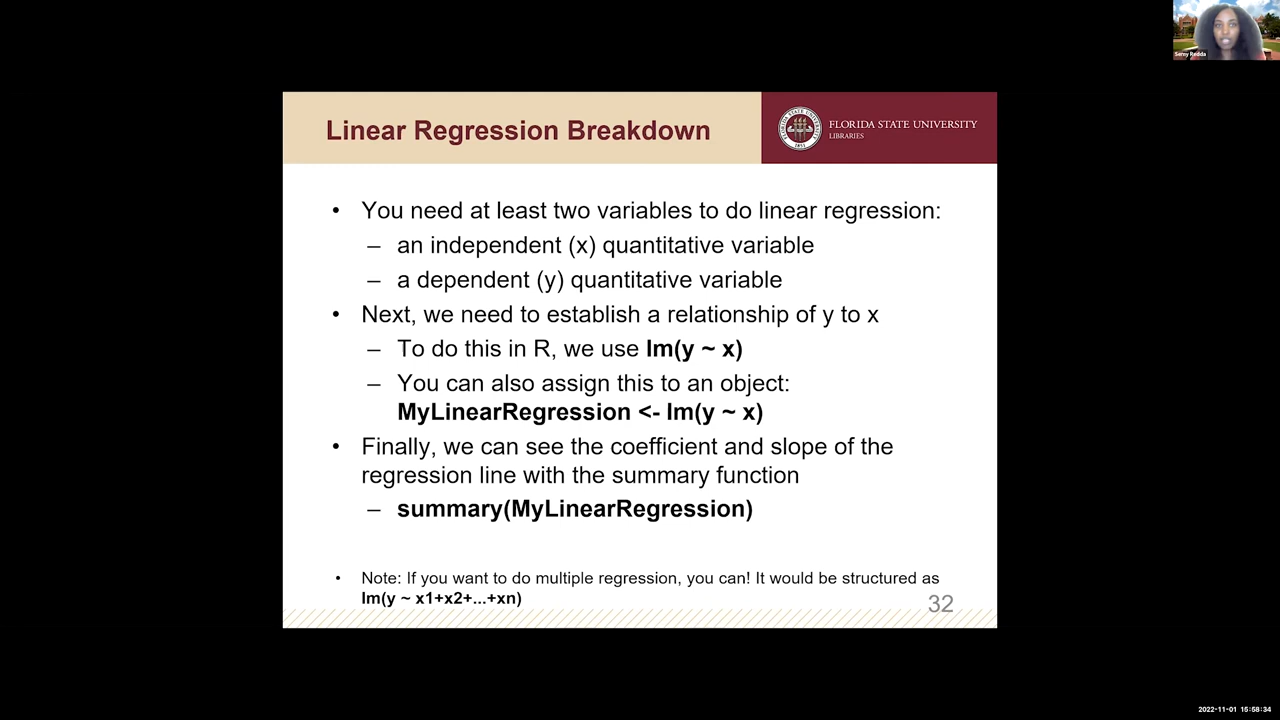 Samy Redda
Linear Regression Breakdown
FLORIDA STATE UNIVERSITY
LIBRARIES
• You need at least two variables to do linear regression:
– an independent (x) quantitative variable
– a dependent (y) quantitative variable
• Next, we need to establish a relationship of y to x
– To do this in R, we use lm(y ~ x)
– You can also assign this to an object:
MyLinearRegression <- lm(y ~ x)
• Finally, we can see the coefficient and slope of the
regression line with the summary function
– summary(MyLinearRegression)
• Note: If you want to do multiple regression, you can! It would be structured as
lm(y ~ x1+x2+...+xn)
32
2022-11-01 15:58:34